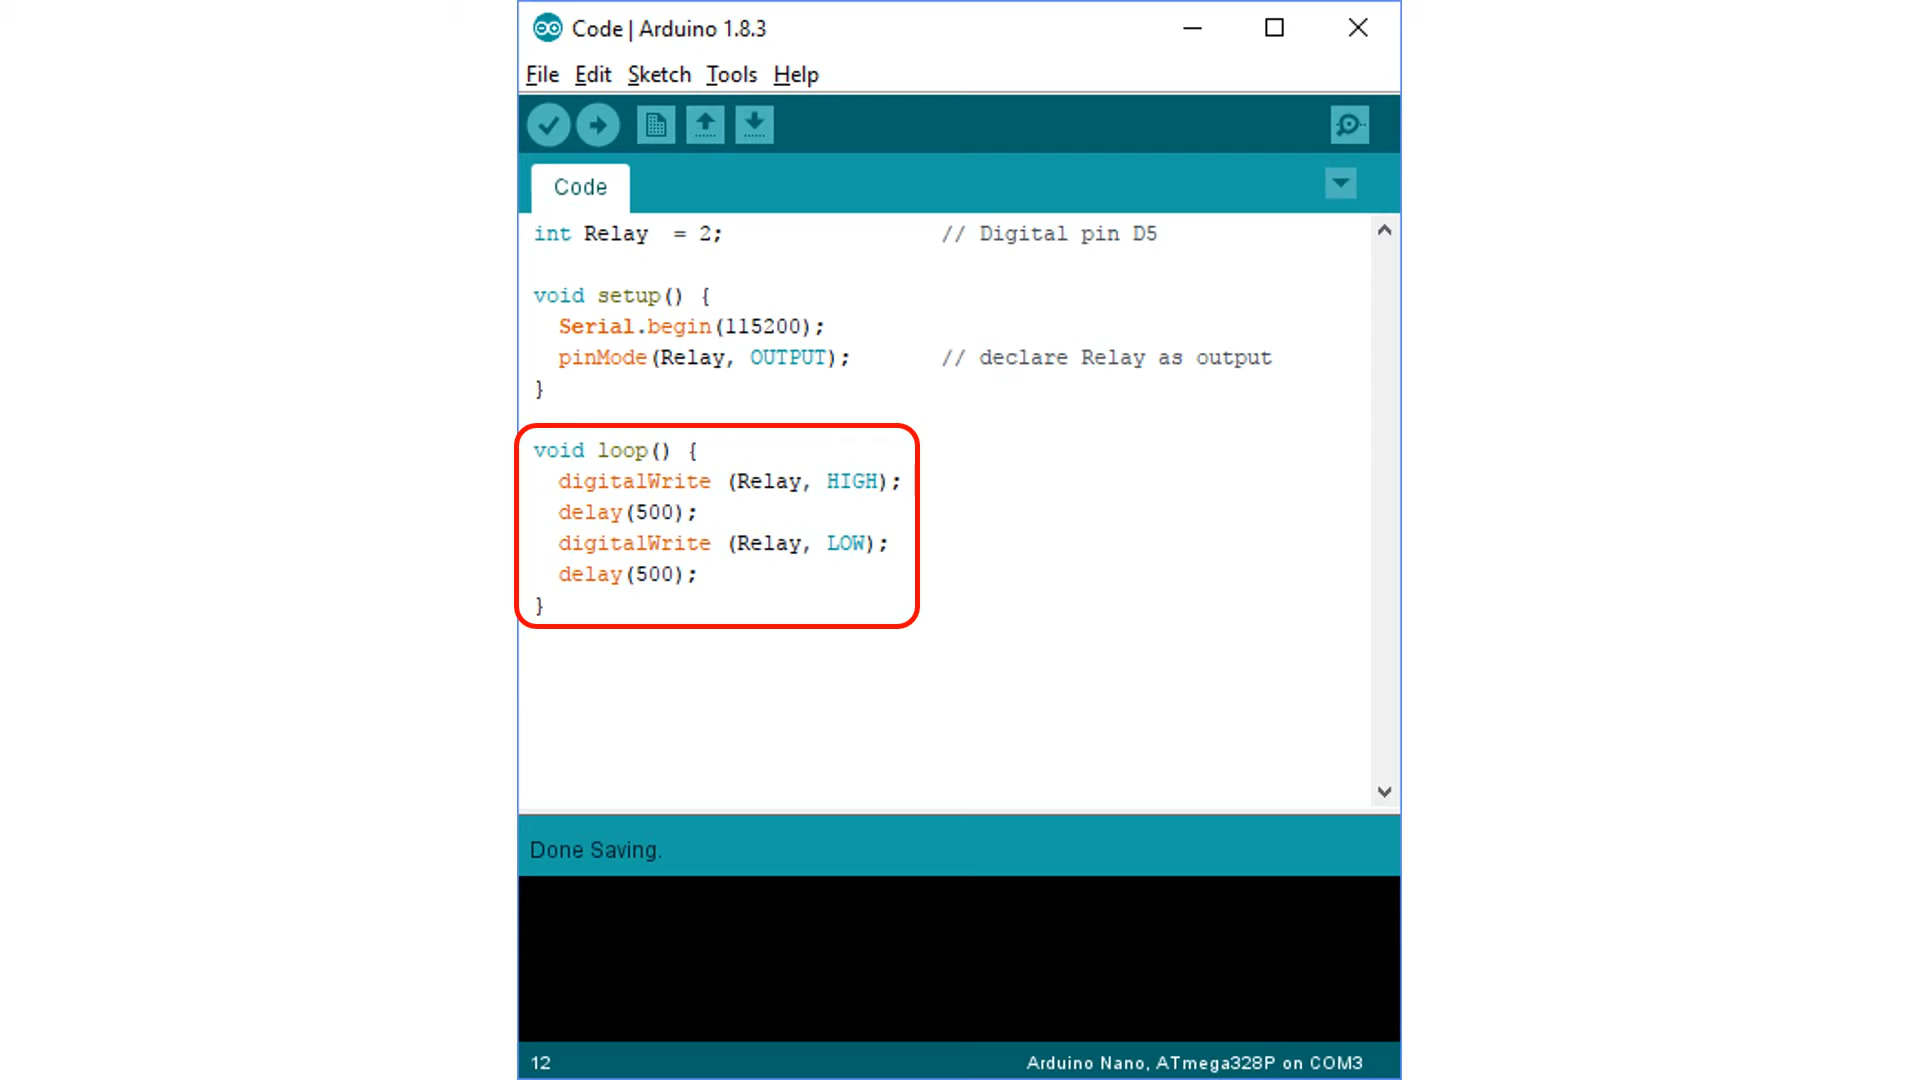 Code | Arduino 1.8.3
File Edit Sketch Tools Help
Code
int Relay  = 2;                 // Digital pin D5
void setup() {
  Serial.begin(115200);
  pinMode(Relay, OUTPUT);       // declare Relay as output
}
void loop() {
  digitalWrite (Relay, HIGH);
  delay(500);
  digitalWrite (Relay, LOW);
  delay(500);
}
Done Saving.
12 Arduino Nano, ATmega328P on COM3